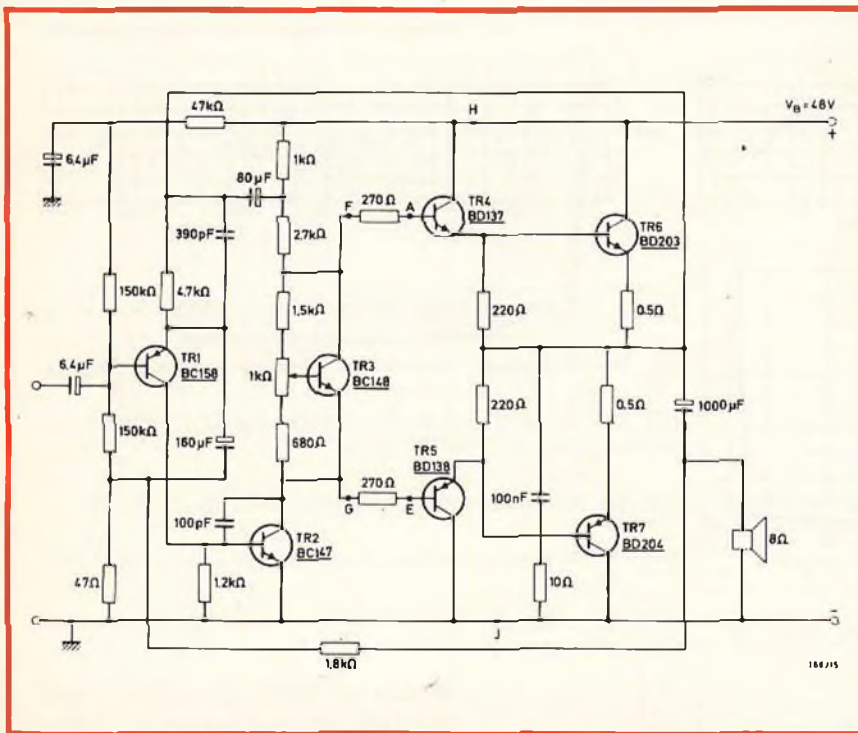 47kΩ
H
V_B = 48V
+
6,4µF
1kΩ
80µF
F
270Ω
A
TR4
BD137
TR6
BD203
390pF
2,7kΩ
150kΩ
4,7kΩ
1,5kΩ
220Ω
0.5Ω
TR1
BC158
6,4µF
TR3
BC148
1kΩ
220Ω
0.5Ω
1000µF
150kΩ
160µF
680Ω
TR5
BD138
270Ω
G
E
100nF
100pF
TR2
BC147
TR7
BD204
8Ω
47Ω
1.2kΩ
10Ω
-
J
1.8kΩ